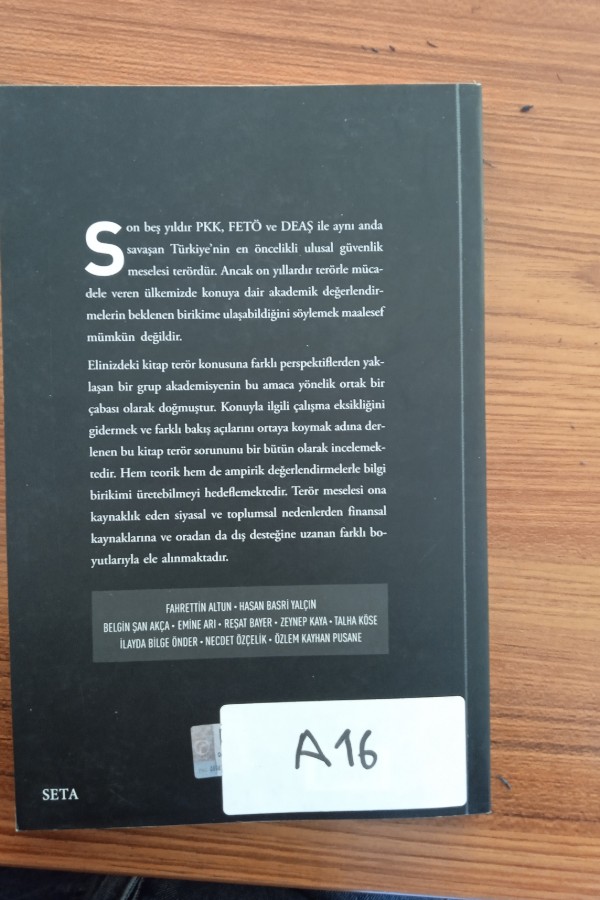 Son beş yıldır PKK, FETÖ ve DEAŞ ile aynı anda
savaşan Türkiye'nin en öncelikli ulusal güvenlik
meselesi terördür. Ancak on yıllardır terörle müca-
dele veren ülkemizde konuya dair akademik değerlendir-
melerin beklenen birikime ulaşabildiğini söylemek maalesef
mümkün değildir.
Elinizdeki kitap terör konusuna farklı perspektiflerden yak-
laşan bir grup akademisyenin bu amaca yönelik ortak bir
çabası olarak doğmuştur. Konuyla ilgili çalışma eksikliğini
gidermek ve farklı bakış açılarını ortaya koymak adına der-
lenen bu kitap terör sorununu bir bütün olarak incelemek-
tedir. Hem teorik hem de ampirik değerlendirmelerle bilgi
birikimi üretebilmeyi hedeflemektedir. Terör meselesi ona
kaynaklık eden siyasal ve toplumsal nedenlerden finansal
kaynaklarına ve oradan da dış desteğine uzanan farklı bo-
yutlarıyla ele alınmaktadır.
FAHRETTİN ALTUN • HASAN BASRİ YALÇIN
BELGİN ŞAN AKÇA • EMİNE ARI • REŞAT BAYER • ZEYNEP KAYA • TALHA KÖSE
İLAYDA BİLGE ÖNDER • NECDET ÖZÇELİK • ÖZLEM KAYHAN PUSANE
A16
SETA